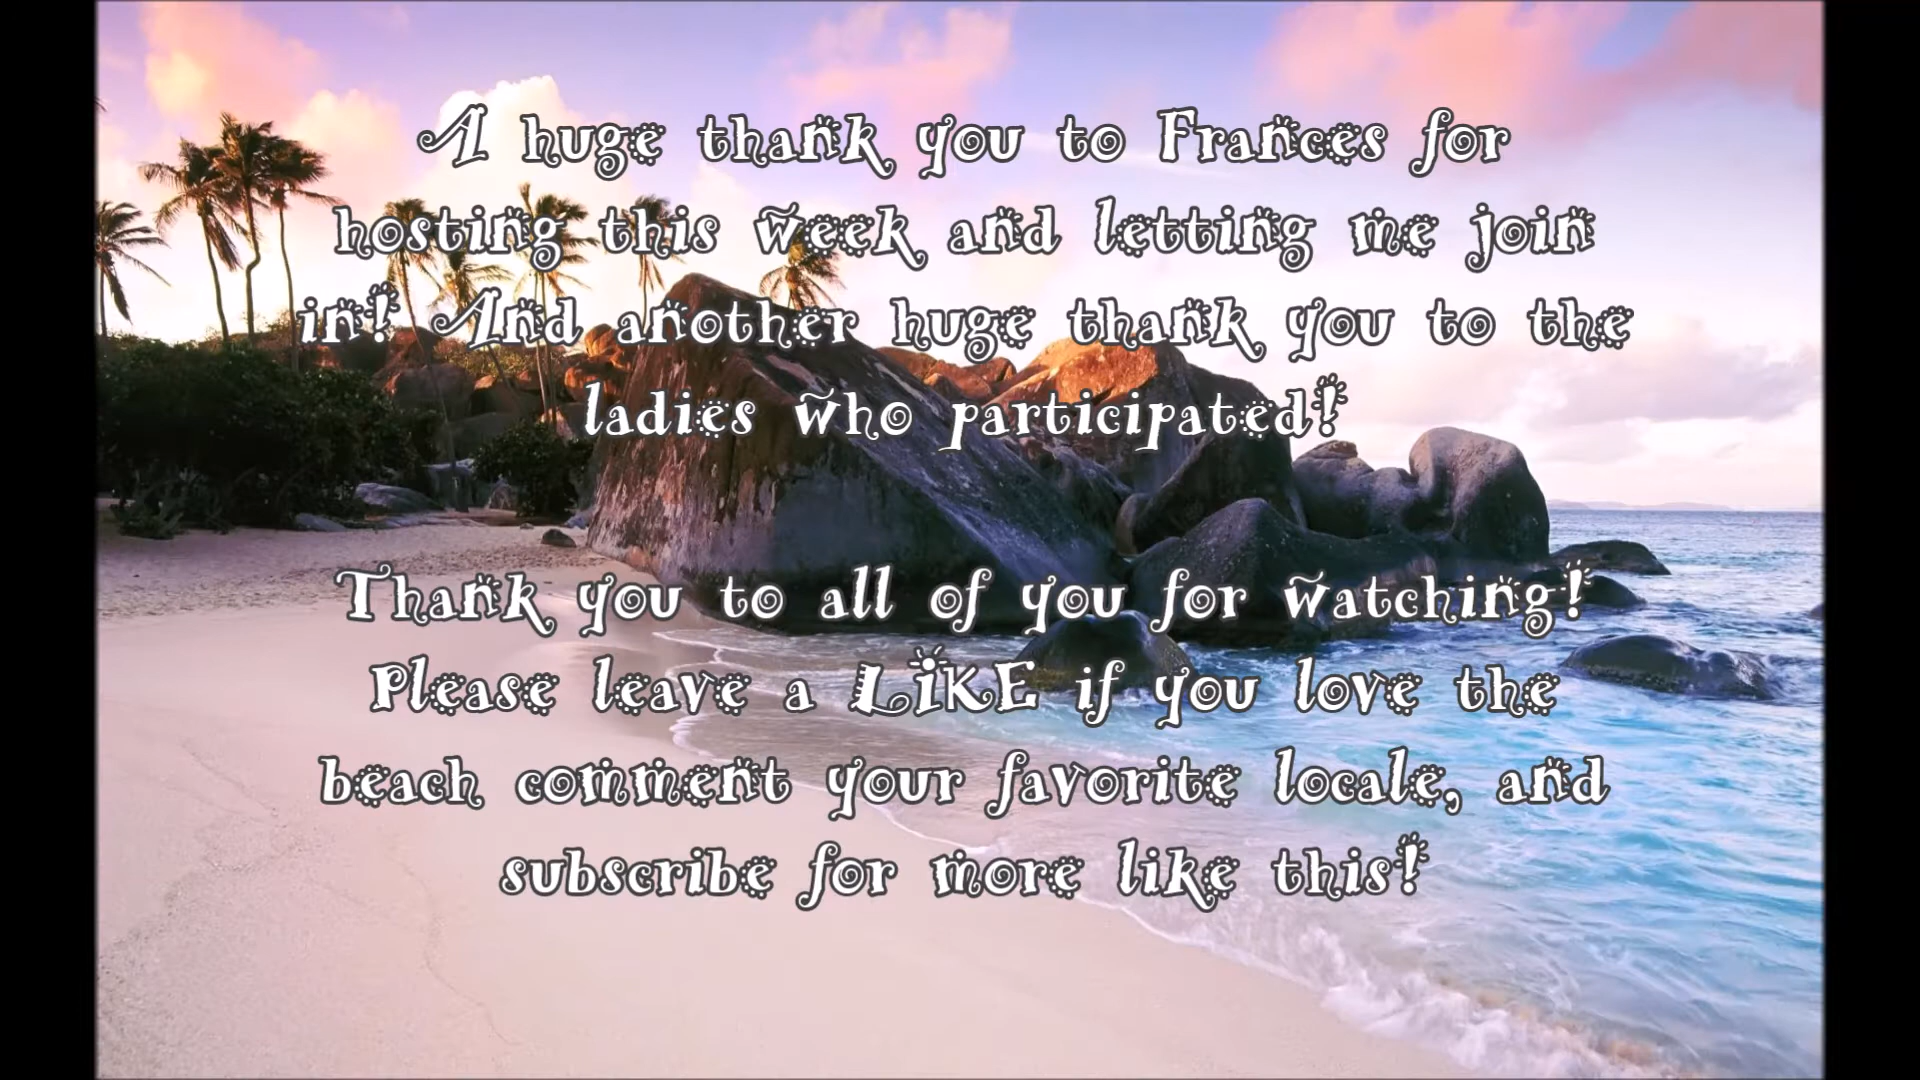 A huge thank you to Frances for
hosting this week and letting me join
in! And another huge thank you to the
ladies who participated!
Thank you to all of you for watching!
Please leave a LIKE if you love the
beach comment your favorite locale, and
subscribe for more like this!